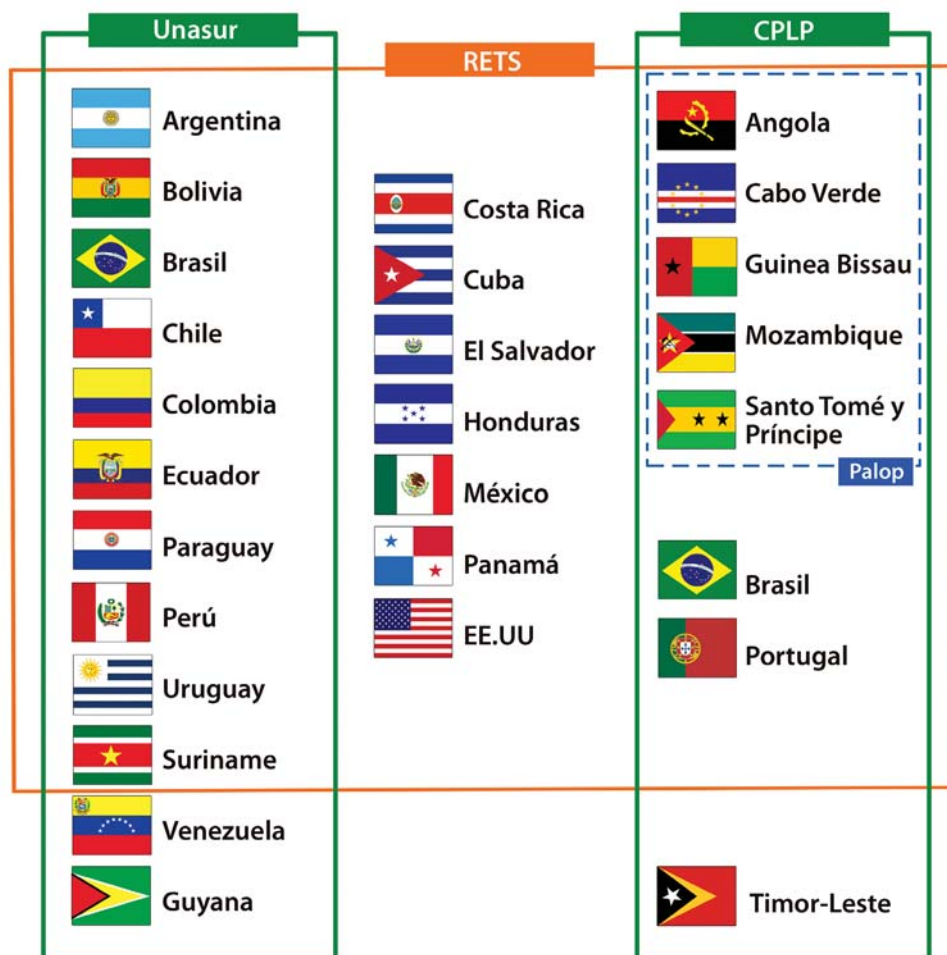 Unasur
Argentina
Bolivia
Brasil
Chile
Colombia
Ecuador
Paraguay
Perú
Uruguay
Suriname
Venezuela
Guyana
RETS
Costa Rica
Cuba
El Salvador
Honduras
México
Panamá
EE.UU
CPLP
Angola
Cabo Verde
Guinea Bissau
Mozambique
Santo Tomé y
Príncipe
Palop
Brasil
Portugal
Timor-Leste